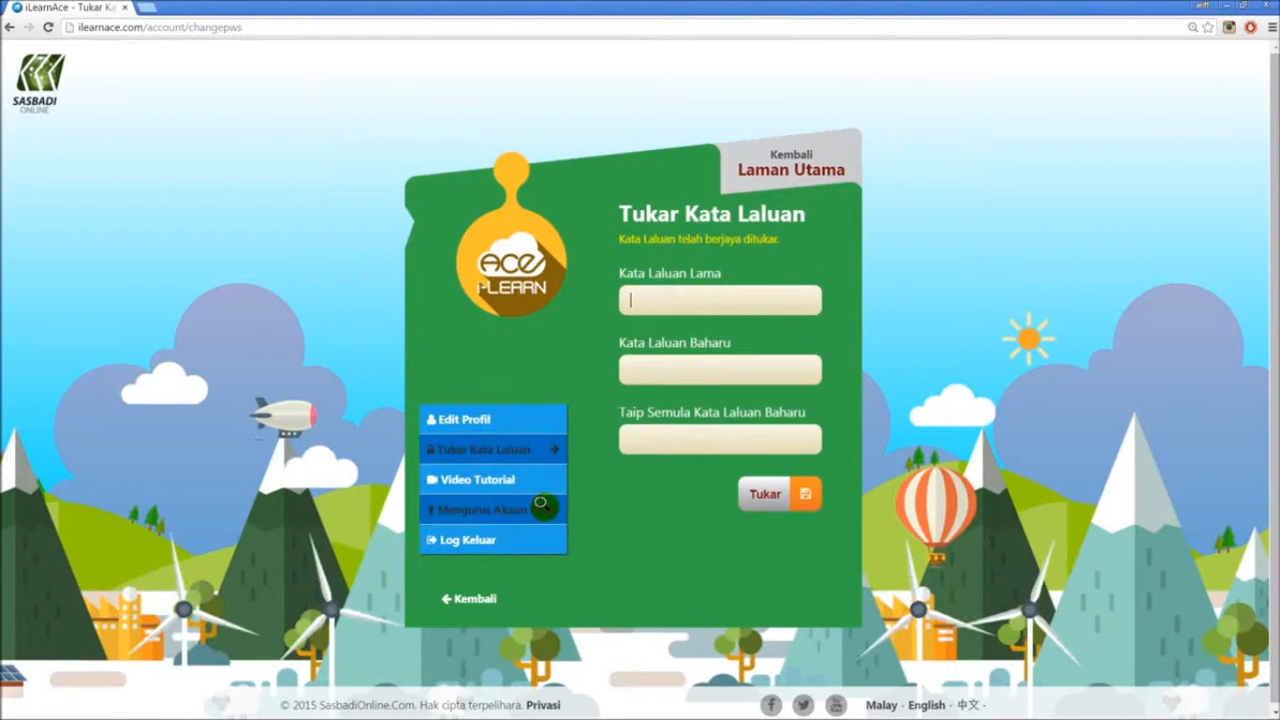 iLearnAce - Tukar Ka
ilearnace.com/account/changepws
SASBADI
ONLINE
Kembali
Laman Utama
ACE
i-LEARN
Tukar Kata Laluan
Kata Laluan telah berjaya ditukar.
Kata Laluan Lama
Kata Laluan Baharu
Taip Semula Kata Laluan Baharu
Tukar
Edit Profil
Tukar Kata Laluan
Video Tutorial
Mengurus Akaun
Log Keluar
Kembali
© 2015 SasbadiOnline.Com. Hak cipta terpelihara. Privasi
Malay · English · 中文 ·